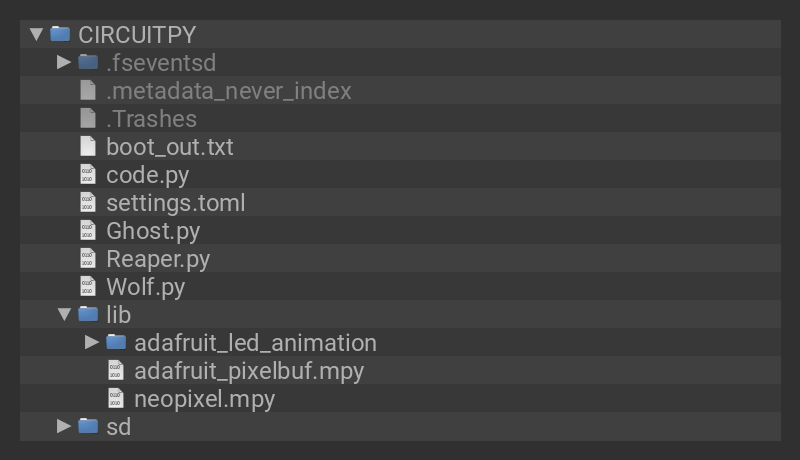 CIRCUITPY
.fseventsd
.metadata_never_index
.Trashes
boot_out.txt
code.py
settings.toml
Ghost.py
Reaper.py
Wolf.py
lib
adafruit_led_animation
adafruit_pixelbuf.mpy
neopixel.mpy
sd